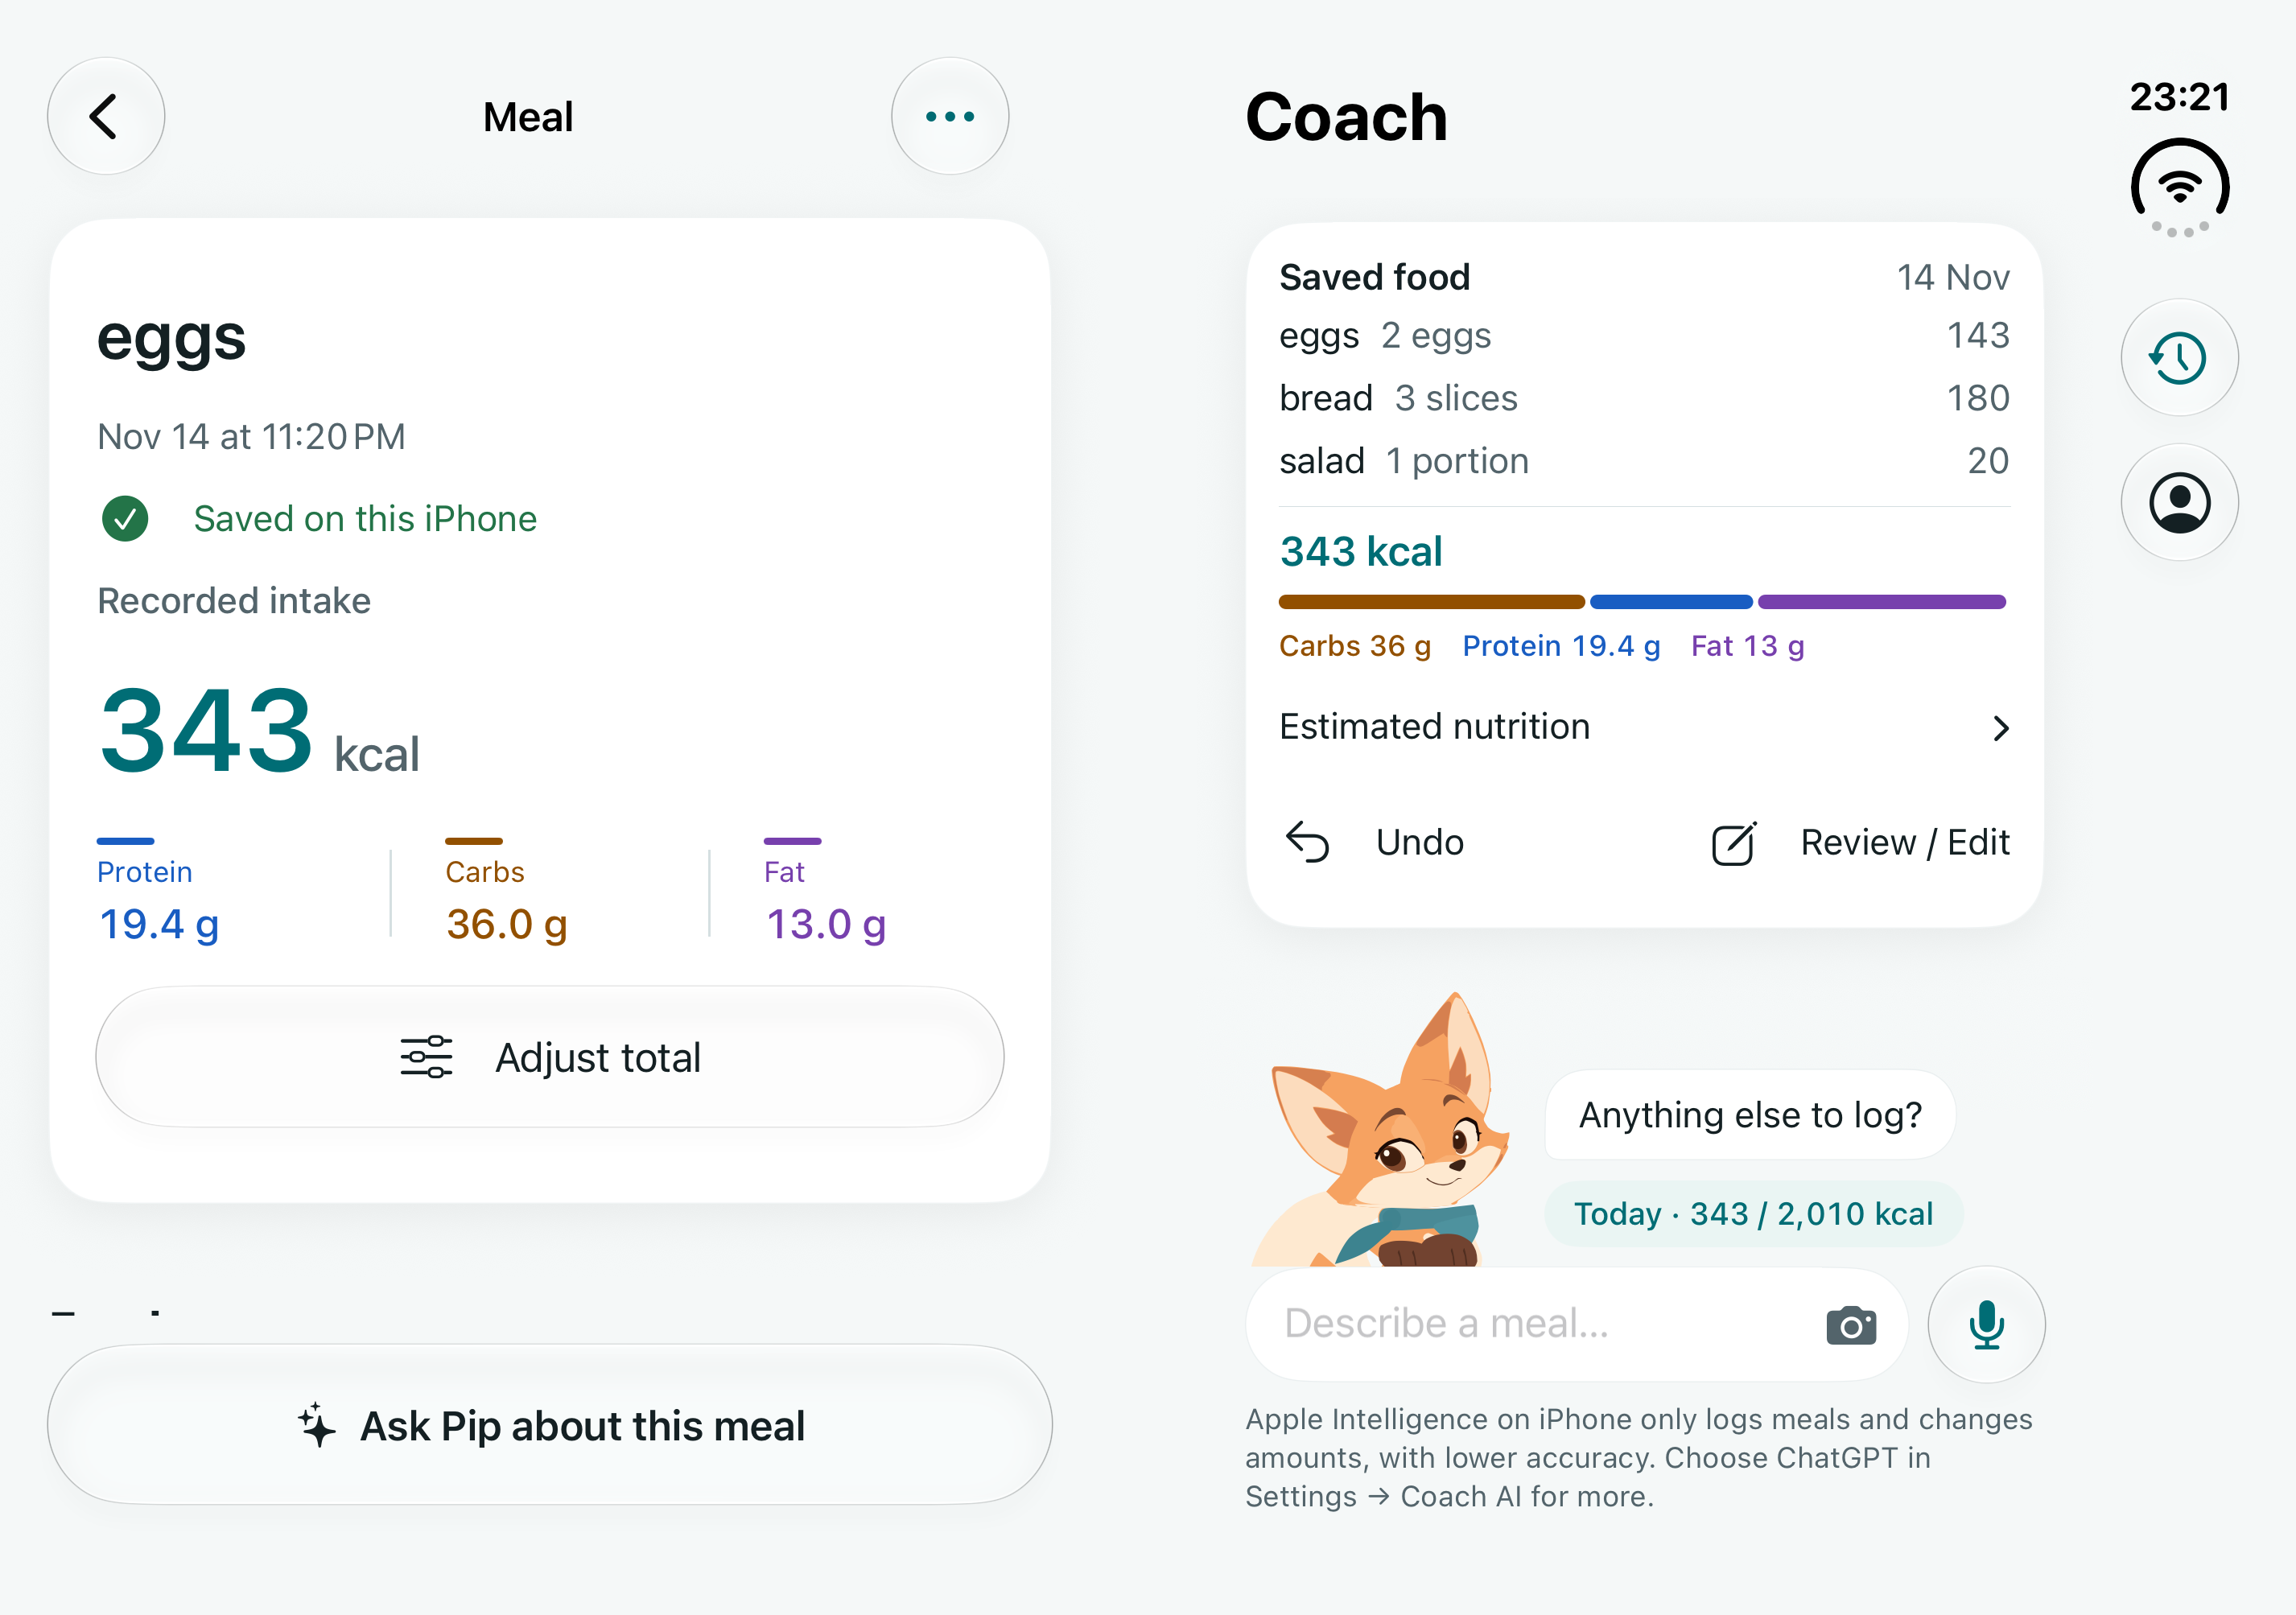 Meal
eggs
Nov 14 at 11:20 PM
Saved on this iPhone
Recorded intake
343 kcal
Protein
19.4 g
Carbs
36.0 g
Fat
13.0 g
Adjust total
Ask Pip about this meal
Coach
23:21
Saved food 14 Nov
eggs 2 eggs 143
bread 3 slices 180
salad 1 portion 20
343 kcal
Carbs 36 g Protein 19.4 g Fat 13 g
Estimated nutrition
Undo
Review / Edit
Anything else to log?
Today · 343 / 2,010 kcal
Describe a meal...
Apple Intelligence on iPhone only logs meals and changes
amounts, with lower accuracy. Choose ChatGPT in
Settings → Coach AI for more.